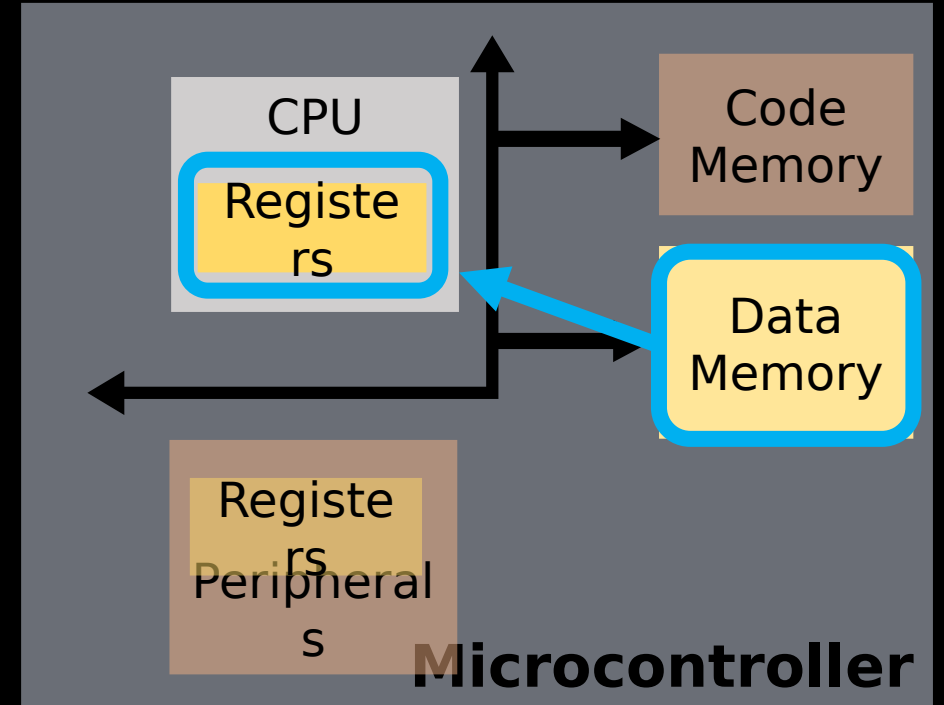 CPU
Registe
rs
Code
Memory
Data
Memory
Registe
rs
Peripheral
s
Microcontroller